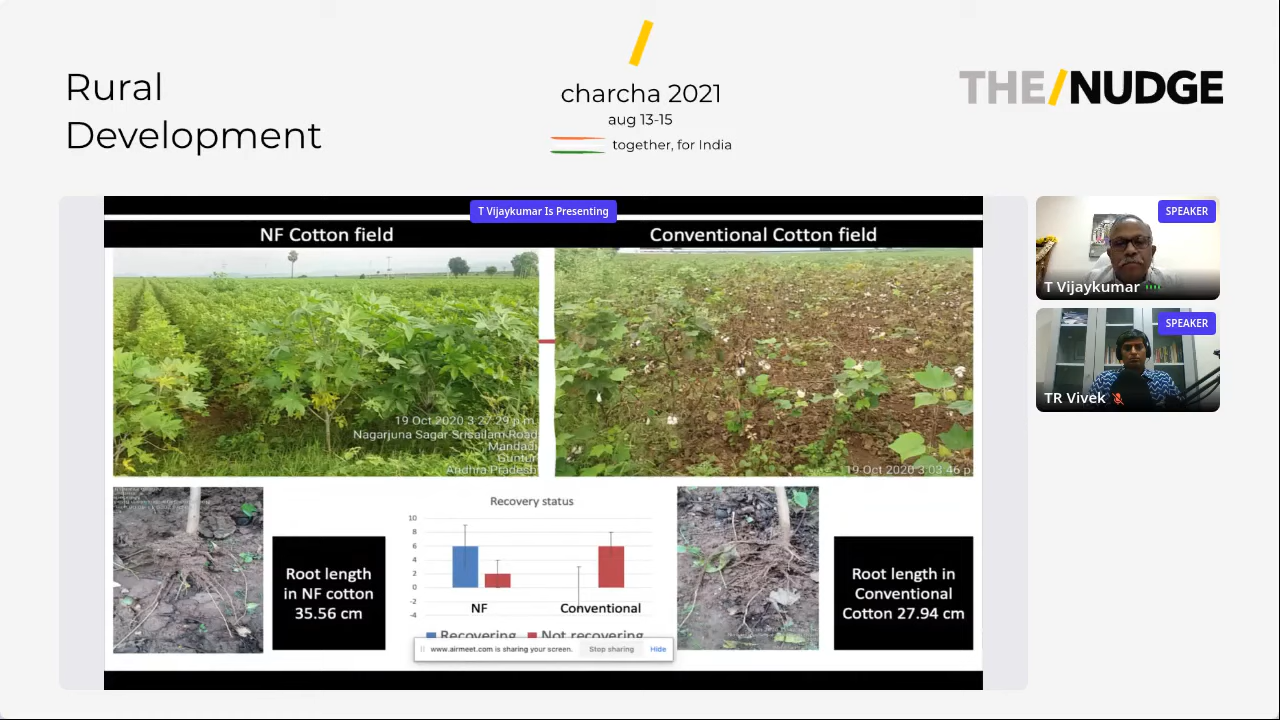 Rural
Development
charcha 2021
aug 13-15
together, for India
THE/NUDGE
T Vijaykumar Is Presenting
NF Cotton field
Conventional Cotton field
19 Oct 2020 3:27:29 p.m.
Nagarjuna Sagar-Srisailam Road
Mandadi
Guntur
Andhra Pradesh
19 Oct 2020 3:03:46 p
Root length
in NF cotton
35.56 cm
Recovery status
10
8
6
4
2
0
-2
-4
NF
Conventional
Recovering
Not recovering
Root length in
Conventional
Cotton 27.94 cm
www.airmeet.com is sharing your screen.
Stop sharing
Hide
SPEAKER
T Vijaykumar
SPEAKER
TR Vivek